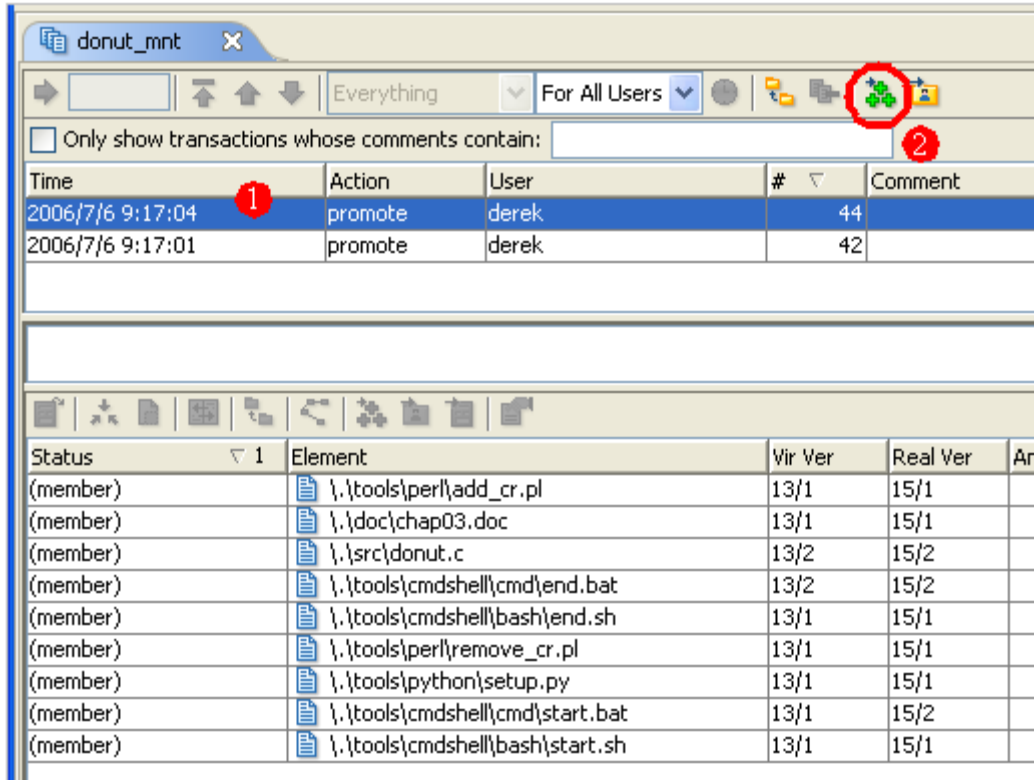 donut_mnt
Everything For All Users
2
Only show transactions whose comments contain:
Time Action User # Comment
1
2006/7/6 9:17:04 promote derek 44
2006/7/6 9:17:01 promote derek 42
Status 1 Element Vir Ver Real Ver
(member) \.\tools\perl\add_cr.pl 13/1 15/1
(member) \.\doc\chap03.doc 13/1 15/1
(member) \.\src\donut.c 13/2 15/2
(member) \.\tools\cmdshell\cmd\end.bat 13/2 15/2
(member) \.\tools\cmdshell\bash\end.sh 13/1 15/1
(member) \.\tools\perl\remove_cr.pl 13/1 15/1
(member) \.\tools\python\setup.py 13/1 15/1
(member) \.\tools\cmdshell\cmd\start.bat 13/1 15/2
(member) \.\tools\cmdshell\bash\start.sh 13/1 15/1